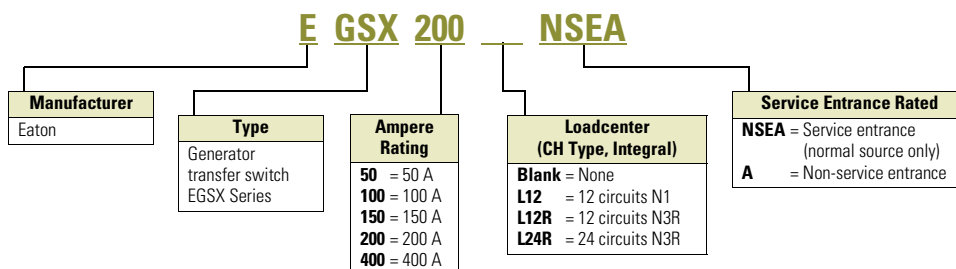 E GSX 200 __ NSEA
Manufacturer
Eaton
Type
Generator
transfer switch
EGSX Series
Ampere
Rating
50 = 50 A
100 = 100 A
150 = 150 A
200 = 200 A
400 = 400 A
Loadcenter
(CH Type, Integral)
Blank = None
L12 = 12 circuits N1
L12R = 12 circuits N3R
L24R = 24 circuits N3R
Service Entrance Rated
NSEA = Service entrance
(normal source only)
A = Non-service entrance